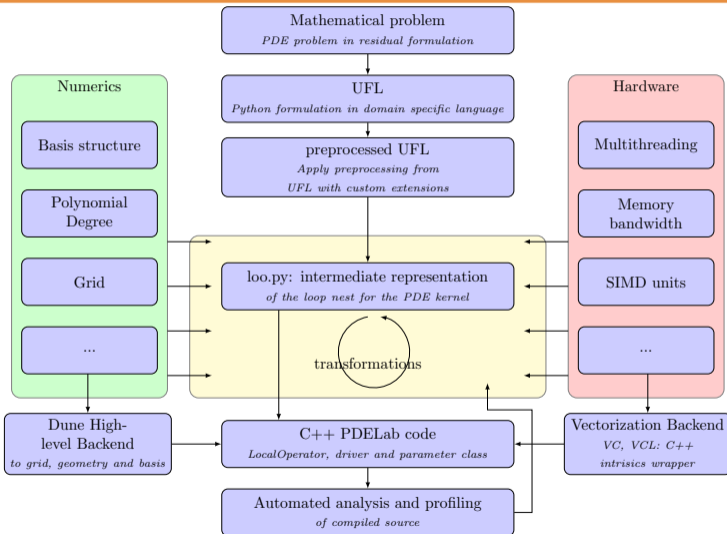 Mathematical problem
PDE problem in residual formulation
UFL
Python formulation in domain specific language
preprocessed UFL
Apply preprocessing from
UFL with custom extensions
Numerics
Basis structure
Polynomial
Degree
Grid
...
Hardware
Multithreading
Memory
bandwidth
SIMD units
...
loo.py: intermediate representation
of the loop nest for the PDE kernel
transformations
Dune High-
level Backend
to grid, geometry and basis
C++ PDELab code
LocalOperator, driver and parameter class
Vectorization Backend
VC, VCL: C++
intrisics wrapper
Automated analysis and profiling
of compiled source